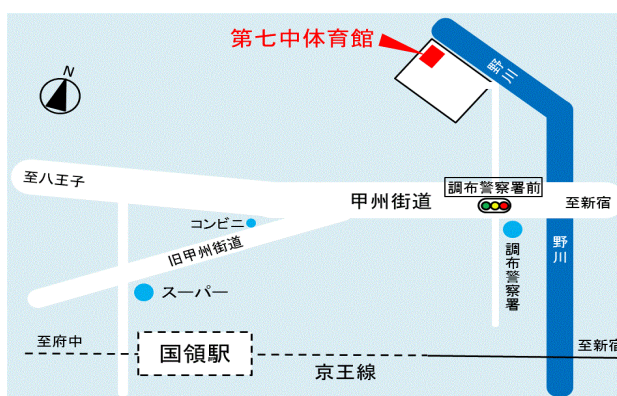 第七中体育館
野川
N
至八王子
甲州街道
調布警察署前
至新宿
コンビニ
旧甲州街道
調布警察署
野川
スーパー
至府中
国領駅
京王線
至新宿